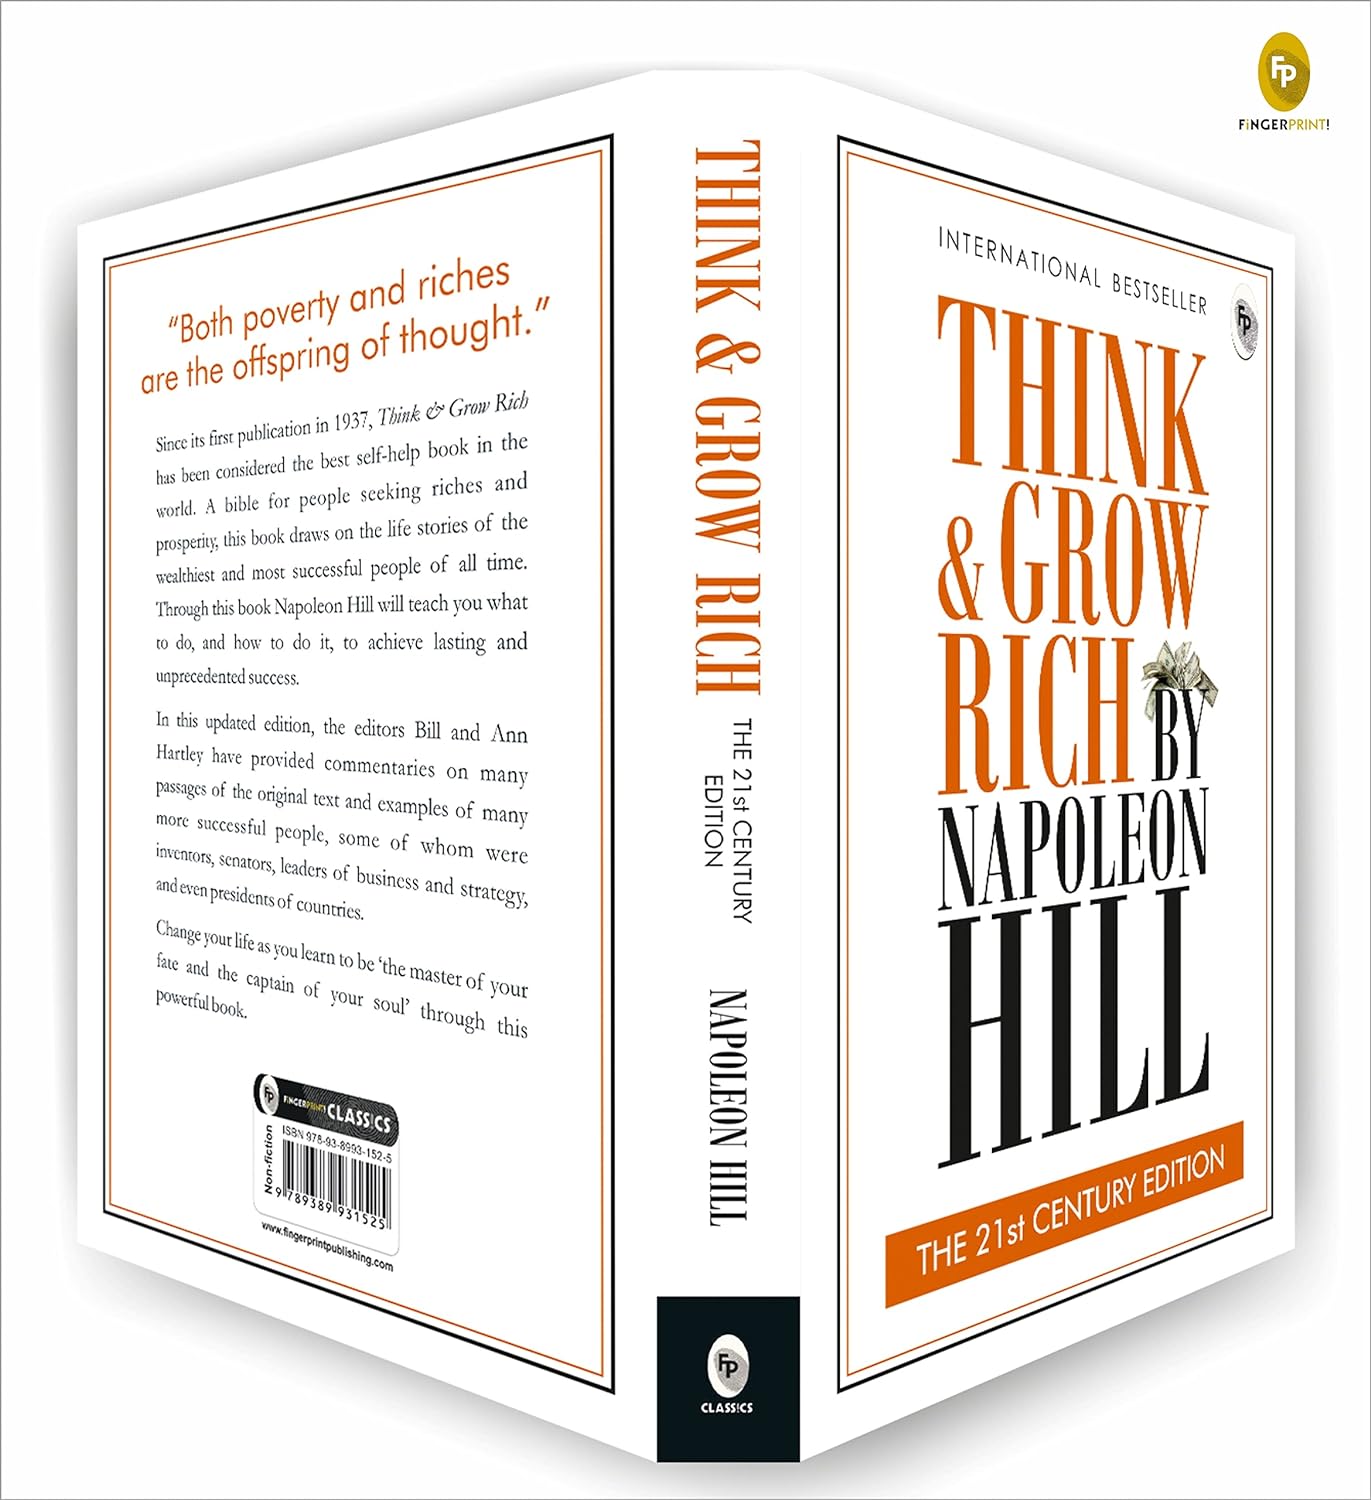 FP
FiNGERPRINT!
“Both poverty and riches
are the offspring of thought.”
Since its first publication in 1937, Think & Grow Rich
has been considered the best self-help book in the
world. A bible for people seeking riches and
prosperity, this book draws on the life stories of the
wealthiest and most successful people of all time.
Through this book Napoleon Hill will teach you what
to do, and how to do it, to achieve lasting and
unprecedented success.
In this updated edition, the editors Bill and Ann
Hartley have provided commentaries on many
passages of the original text and examples of many
more successful people, some of whom were
inventors, senators, leaders of business and strategy,
and even presidents of countries.
Change your life as you learn to be ‘the master of your
fate and the captain of your soul’ through this
powerful book.
FP
FiNGERPRINT! CLASS!CS
ISBN 978-93-8993-152-5
Non-fiction
9 789389 931525
www.fingerprintpublishing.com
THINK & GROW RICH
THE 21st CENTURY
EDITION
NAPOLEON HILL
FP
CLASS!CS
INTERNATIONAL BESTSELLER
FP
THINK
& GROW
RICH BY
NAPOLEON
HILL
THE 21st CENTURY EDITION